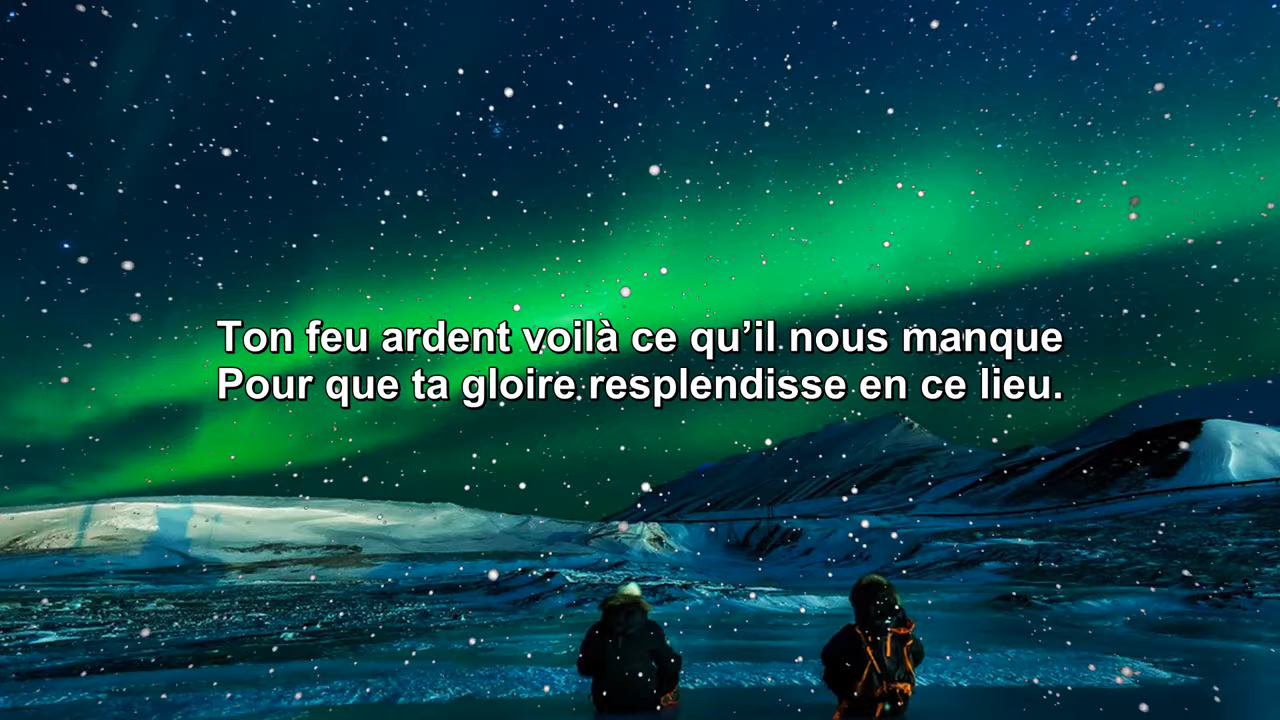 Ton feu ardent voilà ce qu’il nous manque
Pour que ta gloire resplendisse en ce lieu.